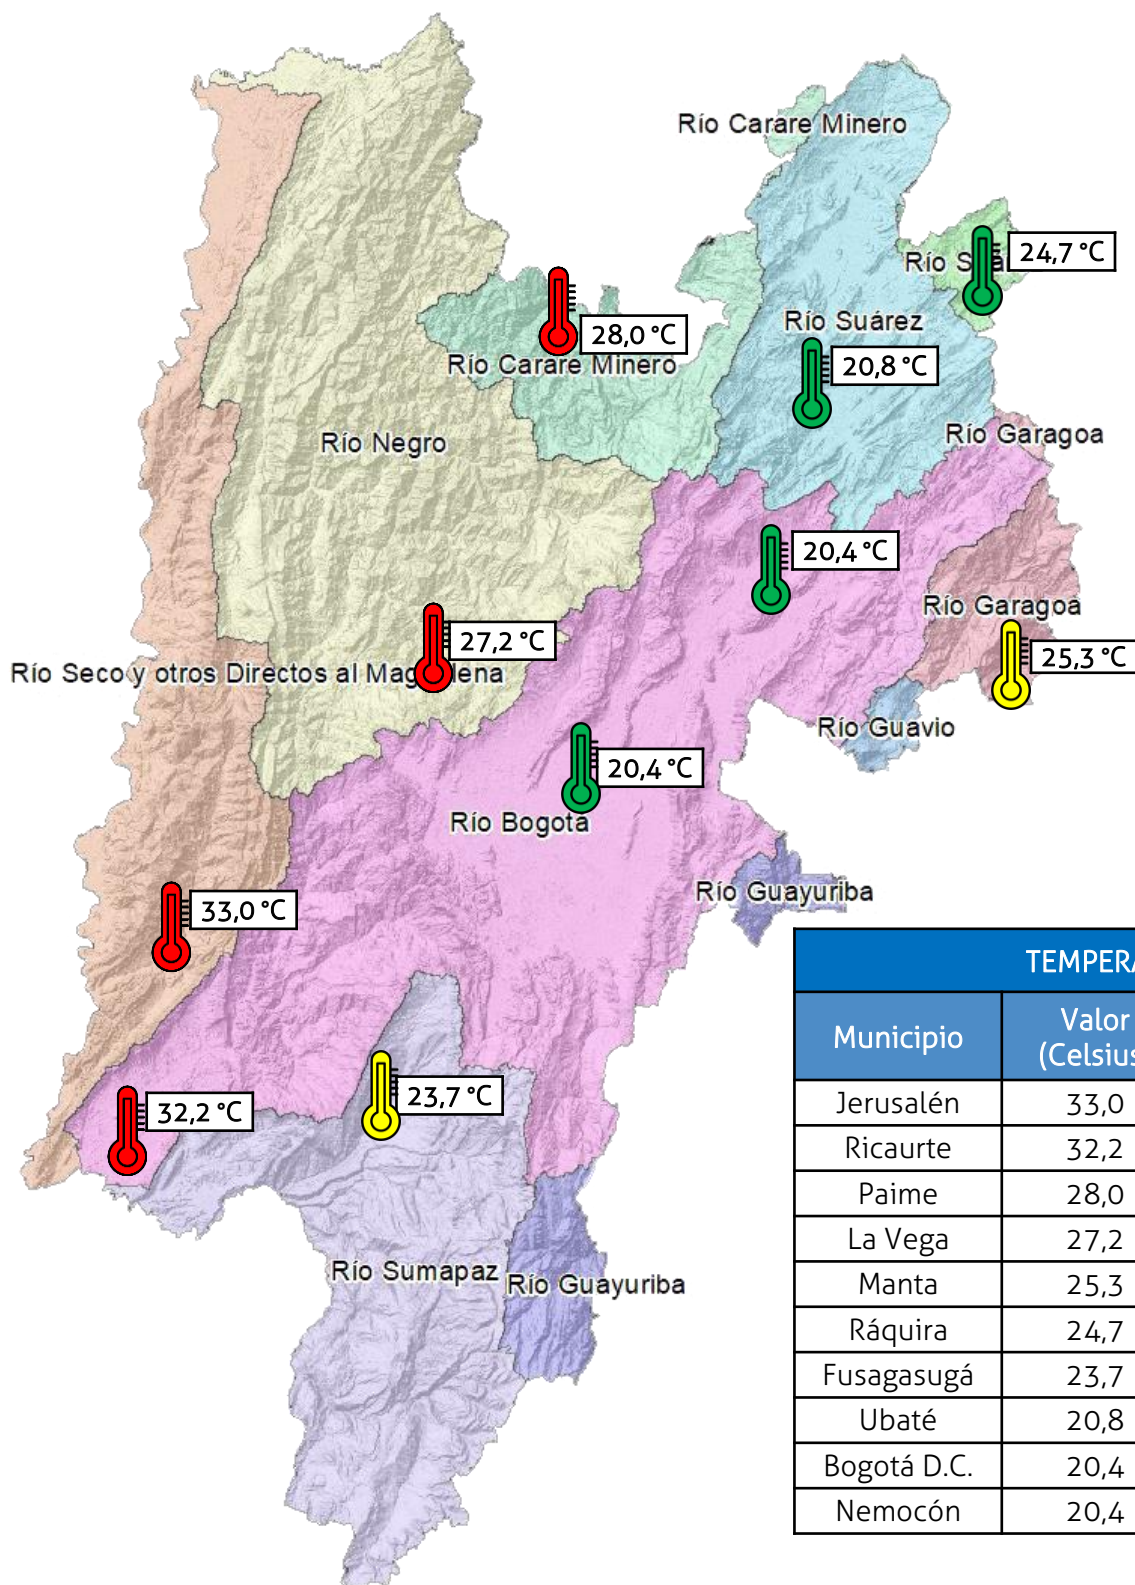 Río Carare Minero
24,7 °C
Río
28,0 °C
Río Suárez
Río Carare Minero
20,8 °C
Río Negro
Río Garagoa
20,4 °C
Río Garagoa
27,2 °C
25,3 °C
Río Seco y otros Directos al
Río Guavio
20,4 °C
Río Bogotá
Río Guayuriba
33,0 °C
23,7 °C
32,2 °C
Río Sumapaz
Río Guayuriba
TEMPERA
Municipio Valor (Celsius
Jerusalén 33,0
Ricaurte 32,2
Paime 28,0
La Vega 27,2
Manta 25,3
Ráquira 24,7
Fusagasugá 23,7
Ubaté 20,8
Bogotá D.C. 20,4
Nemocón 20,4